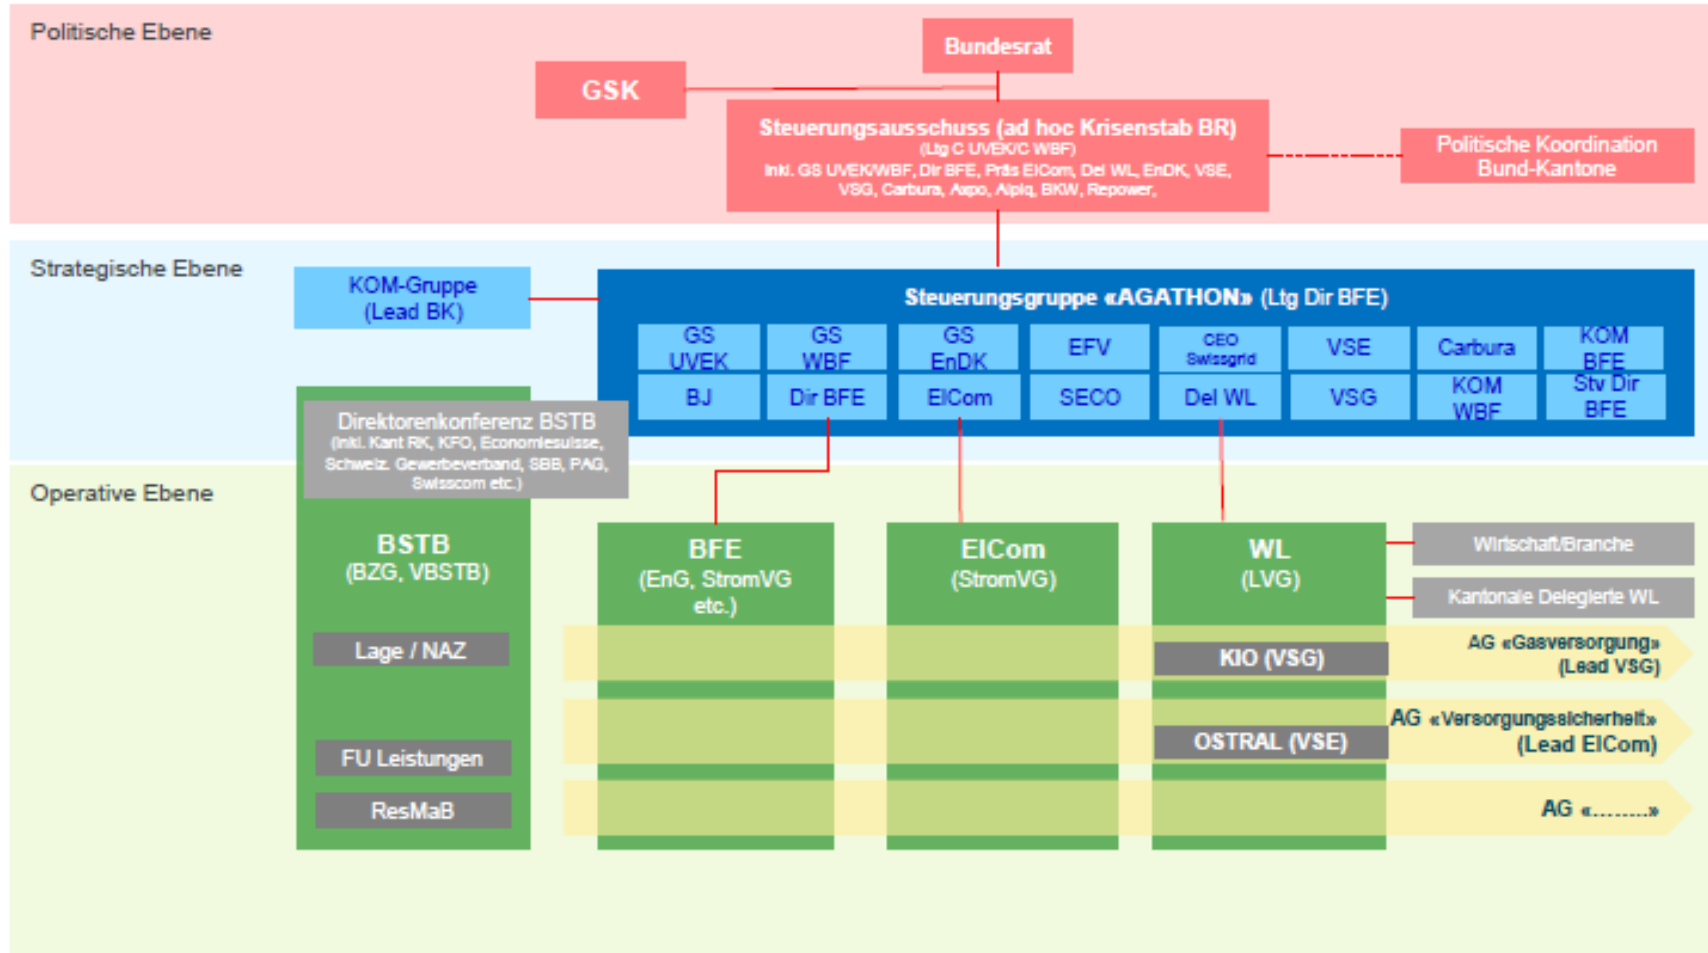 Politische Ebene
Bundesrat
GSK
Steuerungsausschuss (ad hoc Krisenstab BR)
(Ltg C UVEK/C WBF)
Inkl. GS UVEK/WBF, Dir BFE, Präs ElCom, Del WL, EnDK, VSE,
VSG, Carbura, Axpo, Alpiq, BKW, Repower,
Politische Koordination
Bund-Kantone
Strategische Ebene
KOM-Gruppe
(Lead BK)
Steuerungsgruppe «AGATHON» (Ltg Dir BFE)
GS
UVEK
GS
WBF
GS
EnDK
EFV
CEO
Swissgrid
VSE
Carbura
KOM
BFE
BJ
Dir BFE
ElCom
SECO
Del WL
VSG
KOM
WBF
Stv Dir
BFE
Direktorenkonferenz BSTB
(inkl. Kant RK, KFO, Economiesuisse,
Schweiz. Gewerbeverband, SBB, PAG,
Swisscom etc.)
Operative Ebene
BSTB
(BZG, VBSTB)
BFE
(EnG, StromVG
etc.)
ElCom
(StromVG)
WL
(LVG)
Wirtschaft/Branche
Kantonale Delegierte WL
Lage / NAZ
KIO (VSG)
AG «Gasversorgung»
(Lead VSG)
FU Leistungen
OSTRAL (VSE)
AG «Versorgungssicherheit»
(Lead ElCom)
ResMaB
AG «.........»